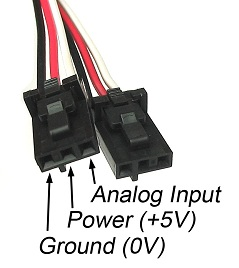 Analog Input
Power (+5V)
Ground (0V)